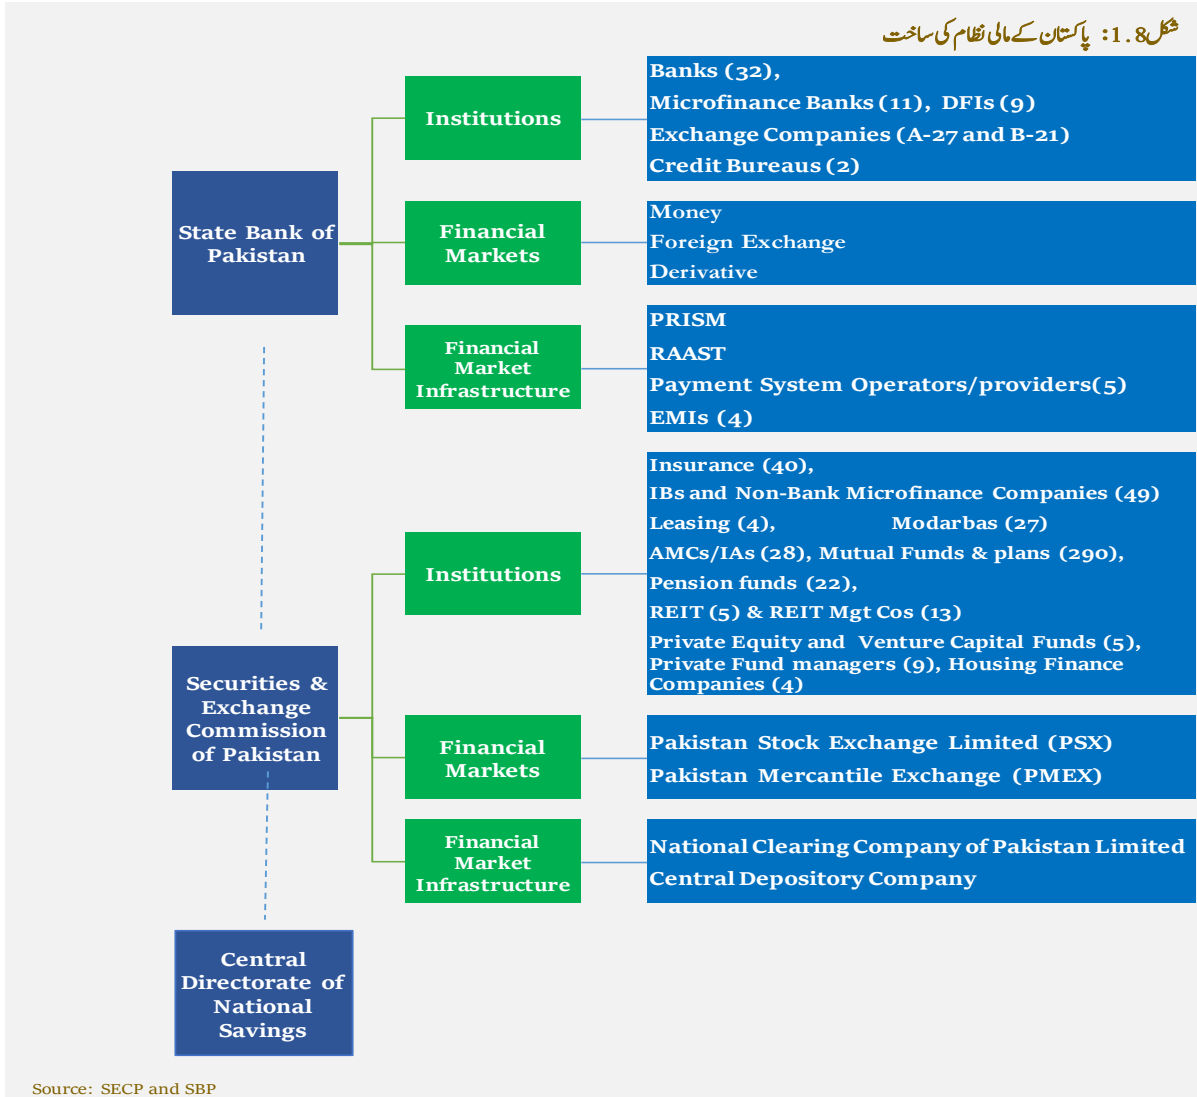 شکل1.8: پاکستان کے مالی نظام کی ساخت
State Bank of
Pakistan
Institutions
Banks (32),
Microfinance Banks (11), DFIs (9)
Exchange Companies (A-27 and B-21)
Credit Bureaus (2)
Financial
Markets
Money
Foreign Exchange
Derivative
Financial
Market
Infrastructure
PRISM
RAAST
Payment System Operators/providers(5)
EMIs (4)
Securities &
Exchange
Commission
of Pakistan
Institutions
Insurance (40),
IBs and Non-Bank Microfinance Companies (49)
Leasing (4), Modarbas (27)
AMCs/IAs (28), Mutual Funds & plans (290),
Pension funds (22),
REIT (5) & REIT Mgt Cos (13)
Private Equity and Venture Capital Funds (5),
Private Fund managers (9), Housing Finance
Companies (4)
Financial
Markets
Pakistan Stock Exchange Limited (PSX)
Pakistan Mercantile Exchange (PMEX)
Financial
Market
Infrastructure
National Clearing Company of Pakistan Limited
Central Depository Company
Central
Directorate of
National
Savings
Source: SECP and SBP